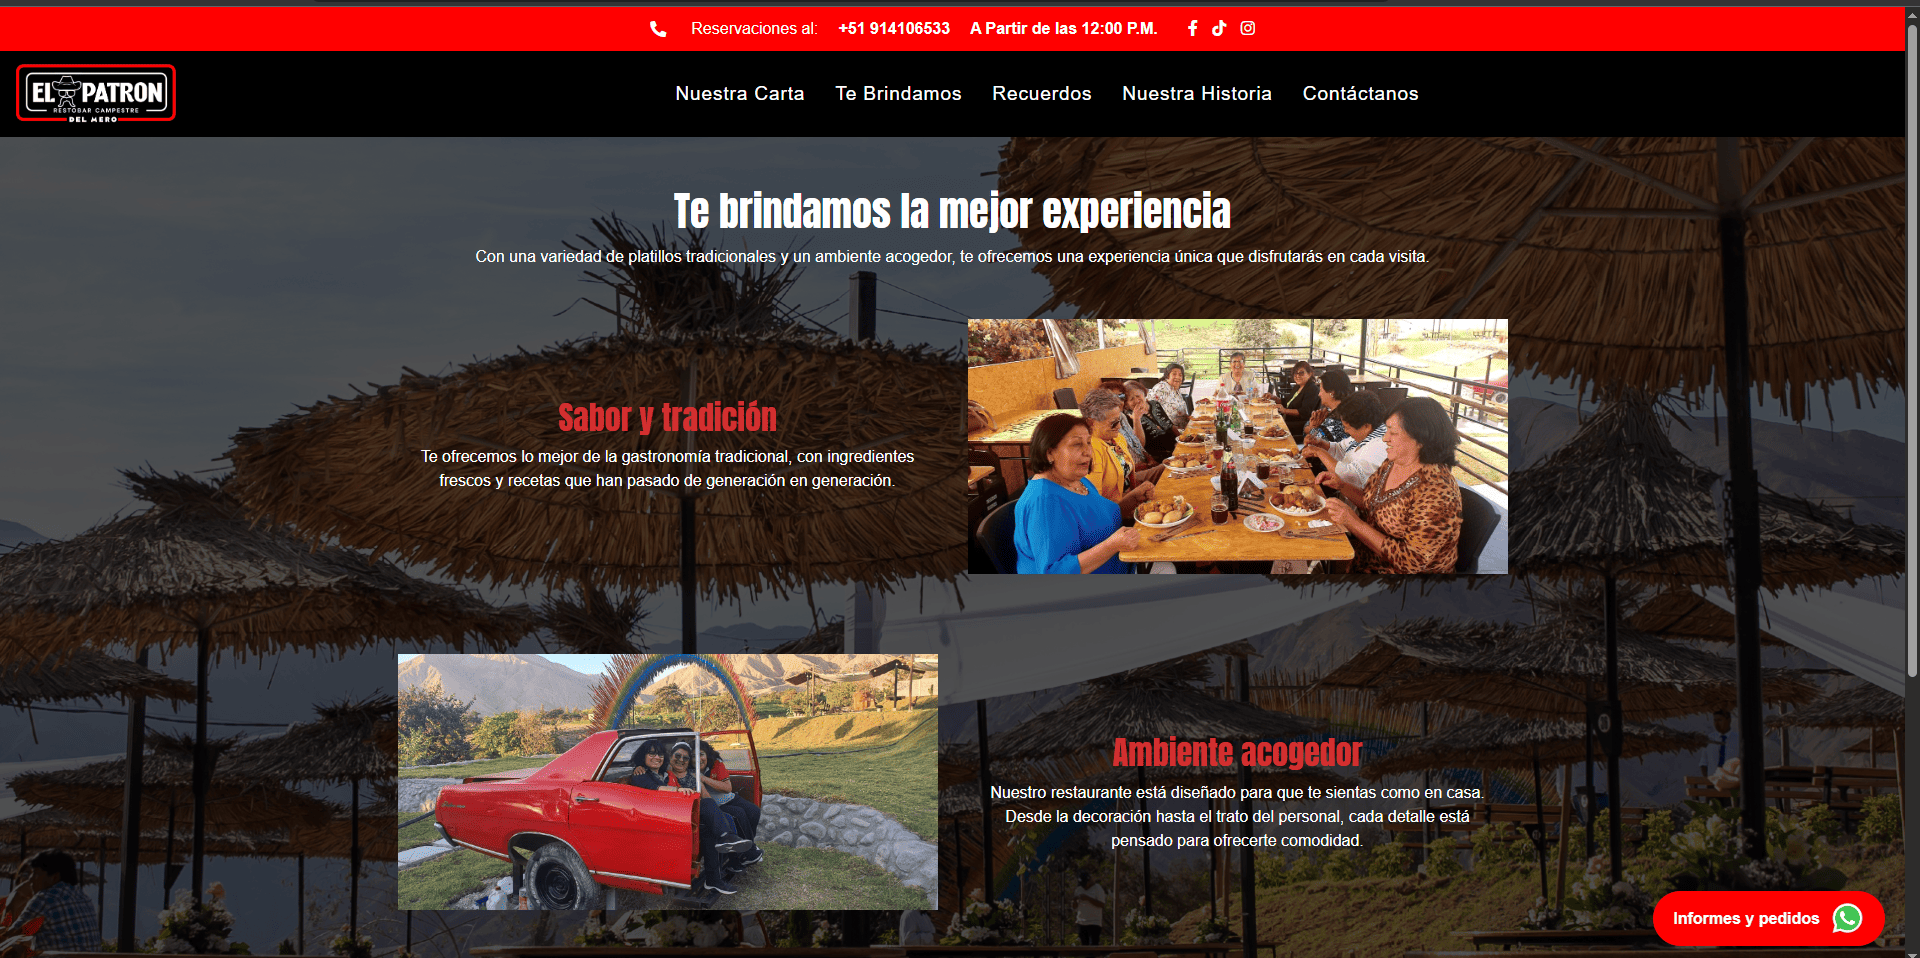 Reservaciones al: +51 914106533 A Partir de las 12:00 P.M.
EL PATRON
RESTOBAR CAMPESTRE
DEL MERO
Nuestra Carta Te Brindamos Recuerdos Nuestra Historia Contáctanos
Te brindamos la mejor experiencia
Con una variedad de platillos tradicionales y un ambiente acogedor, te ofrecemos una experiencia única que disfrutarás en cada visita.
Sabor y tradición
Te ofrecemos lo mejor de la gastronomía tradicional, con ingredientes
frescos y recetas que han pasado de generación en generación.
Ambiente acogedor
Nuestro restaurante está diseñado para que te sientas como en casa.
Desde la decoración hasta el trato del personal, cada detalle está
pensado para ofrecerte comodidad.
Informes y pedidos